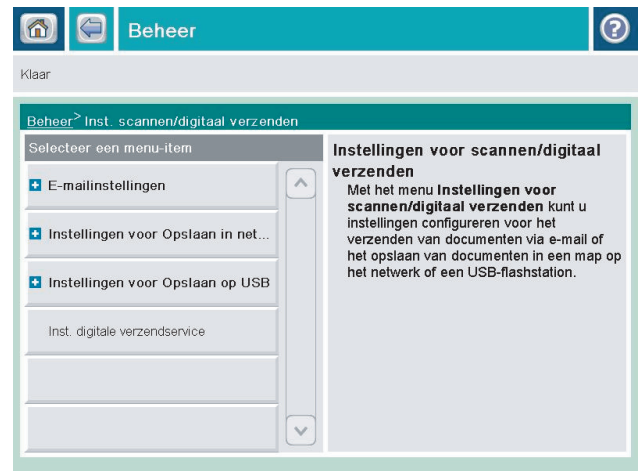 Beheer
?
Klaar
Beheer> Inst. scannen/digitaal verzenden
Selecteer een menu-item
E-mailinstellingen
Instellingen voor Opslaan in net...
Instellingen voor Opslaan op USB
Inst. digitale verzendservice
Instellingen voor scannen/digitaal
verzenden
Met het menu Instellingen voor
scannen/digitaal verzenden kunt u
instellingen configureren voor het
verzenden van documenten via e-mail of
het opslaan van documenten in een map op
het netwerk of een USB-flashstation.